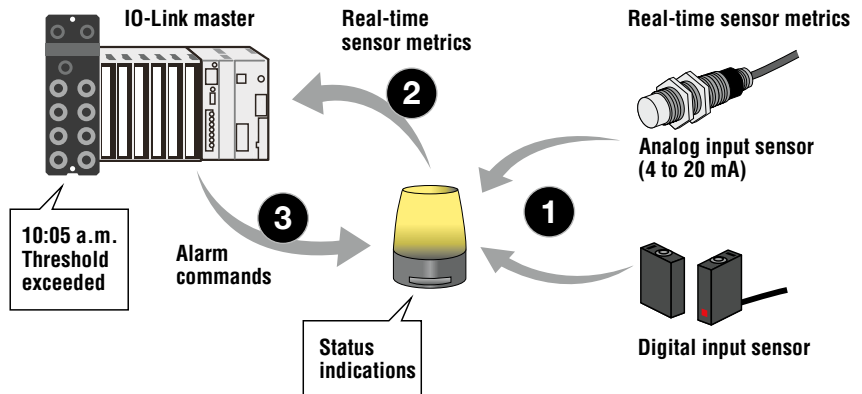 IO-Link master
Real-time
sensor metrics
Real-time sensor metrics
2
Analog input sensor
(4 to 20 mA)
1
3
10:05 a.m.
Threshold
exceeded
Alarm
commands
Status
indications
Digital input sensor